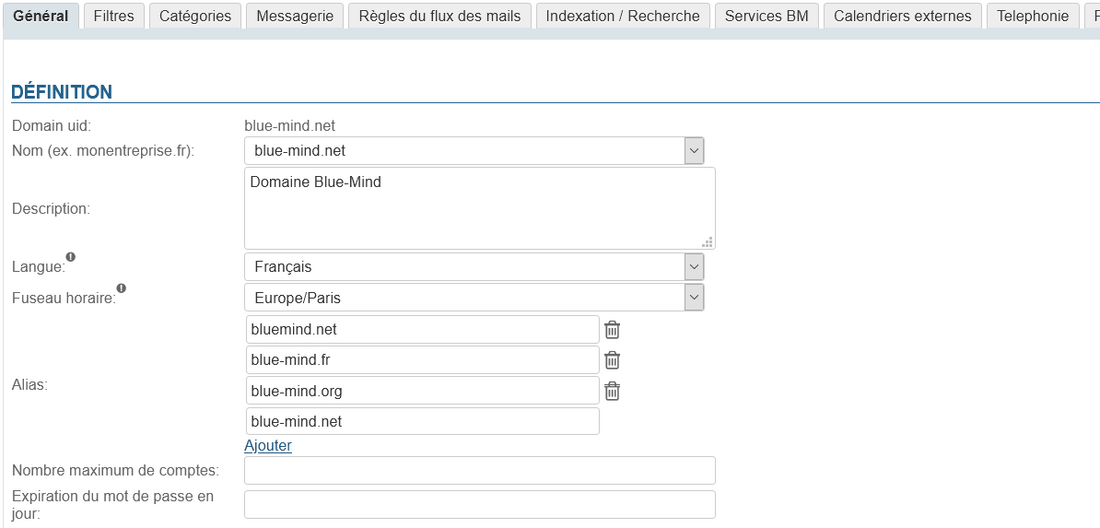 Général Filtres Catégories Messagerie Règles du flux des mails Indexation / Recherche Services BM Calendriers externes Telephonie
DÉFINITION
Domain uid: blue-mind.net
Nom (ex. monentreprise.fr): blue-mind.net
Description: Domaine Blue-Mind
Langue: Français
Fuseau horaire: Europe/Paris
bluemind.net
blue-mind.fr
Alias:
blue-mind.org
blue-mind.net
Ajouter
Nombre maximum de comptes:
Expiration du mot de passe en
jour: